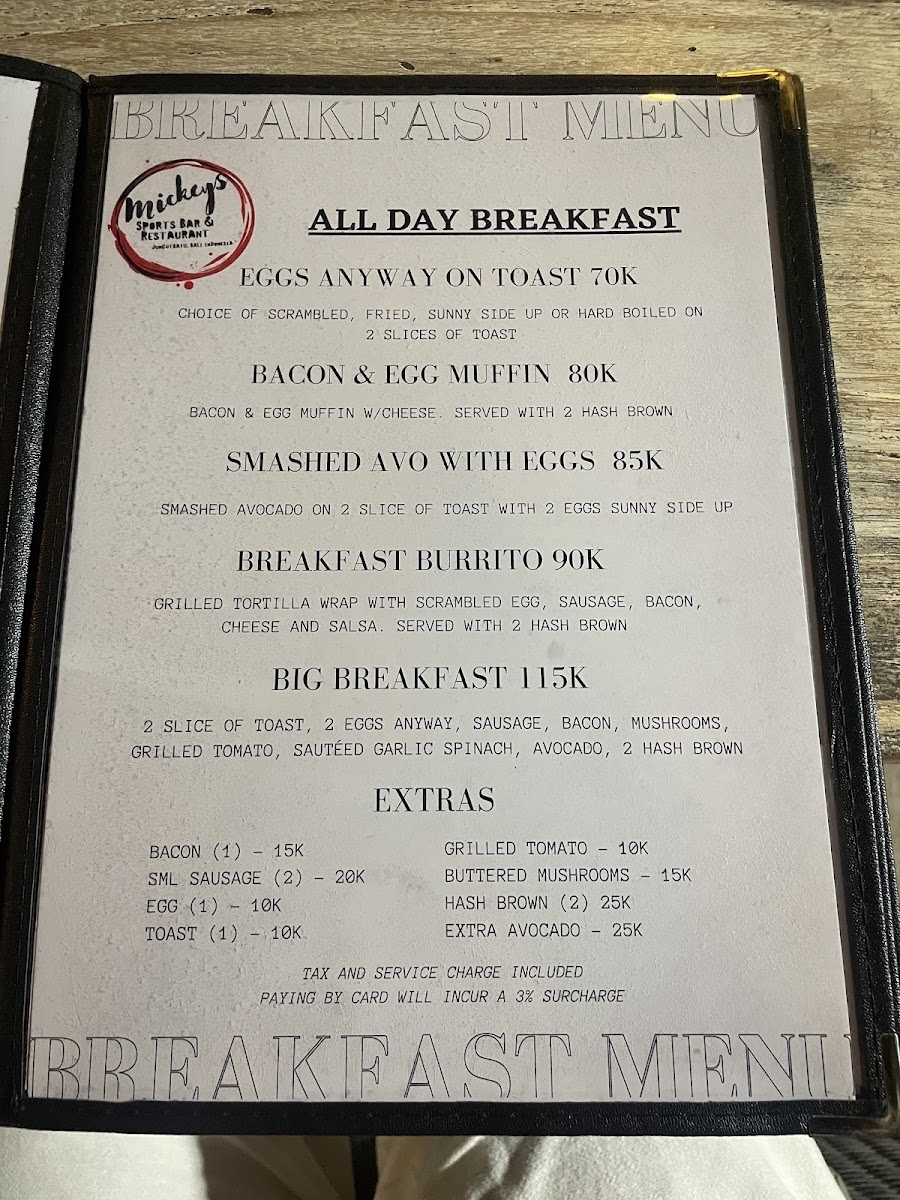 BREAKFAST MENU
Mickeys
SPORTS BAR &
RESTAURANT
JUNGUTBATU, BALI INDONESIA
ALL DAY BREAKFAST
EGGS ANYWAY ON TOAST 70K
CHOICE OF SCRAMBLED, FRIED, SUNNY SIDE UP OR HARD BOILED ON
2 SLICES OF TOAST
BACON & EGG MUFFIN 80K
BACON & EGG MUFFIN W/CHEESE. SERVED WITH 2 HASH BROWN
SMASHED AVO WITH EGGS 85K
SMASHED AVOCADO ON 2 SLICE OF TOAST WITH 2 EGGS SUNNY SIDE UP
BREAKFAST BURRITO 90K
GRILLED TORTILLA WRAP WITH SCRAMBLED EGG, SAUSAGE, BACON,
CHEESE AND SALSA. SERVED WITH 2 HASH BROWN
BIG BREAKFAST 115K
2 SLICE OF TOAST, 2 EGGS ANYWAY, SAUSAGE, BACON, MUSHROOMS,
GRILLED TOMATO, SAUTÉED GARLIC SPINACH, AVOCADO, 2 HASH BROWN
EXTRAS
BACON (1) – 15K
SML SAUSAGE (2) – 20K
EGG (1) – 10K
TOAST (1) – 10K
GRILLED TOMATO – 10K
BUTTERED MUSHROOMS – 15K
HASH BROWN (2) 25K
EXTRA AVOCADO – 25K
TAX AND SERVICE CHARGE INCLUDED
PAYING BY CARD WILL INCUR A 3% SURCHARGE
BREAKFAST MENU